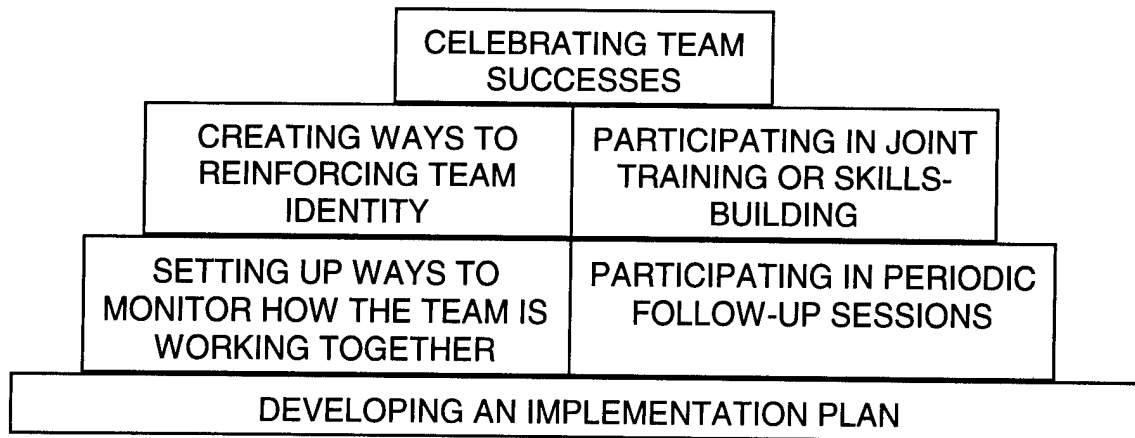 CELEBRATING TEAM
SUCCESSES
CREATING WAYS TO
REINFORCING TEAM
IDENTITY
PARTICIPATING IN JOINT
TRAINING OR SKILLS-
BUILDING
SETTING UP WAYS TO
MONITOR HOW THE TEAM IS
WORKING TOGETHER
PARTICIPATING IN PERIODIC
FOLLOW-UP SESSIONS
DEVELOPING AN IMPLEMENTATION PLAN